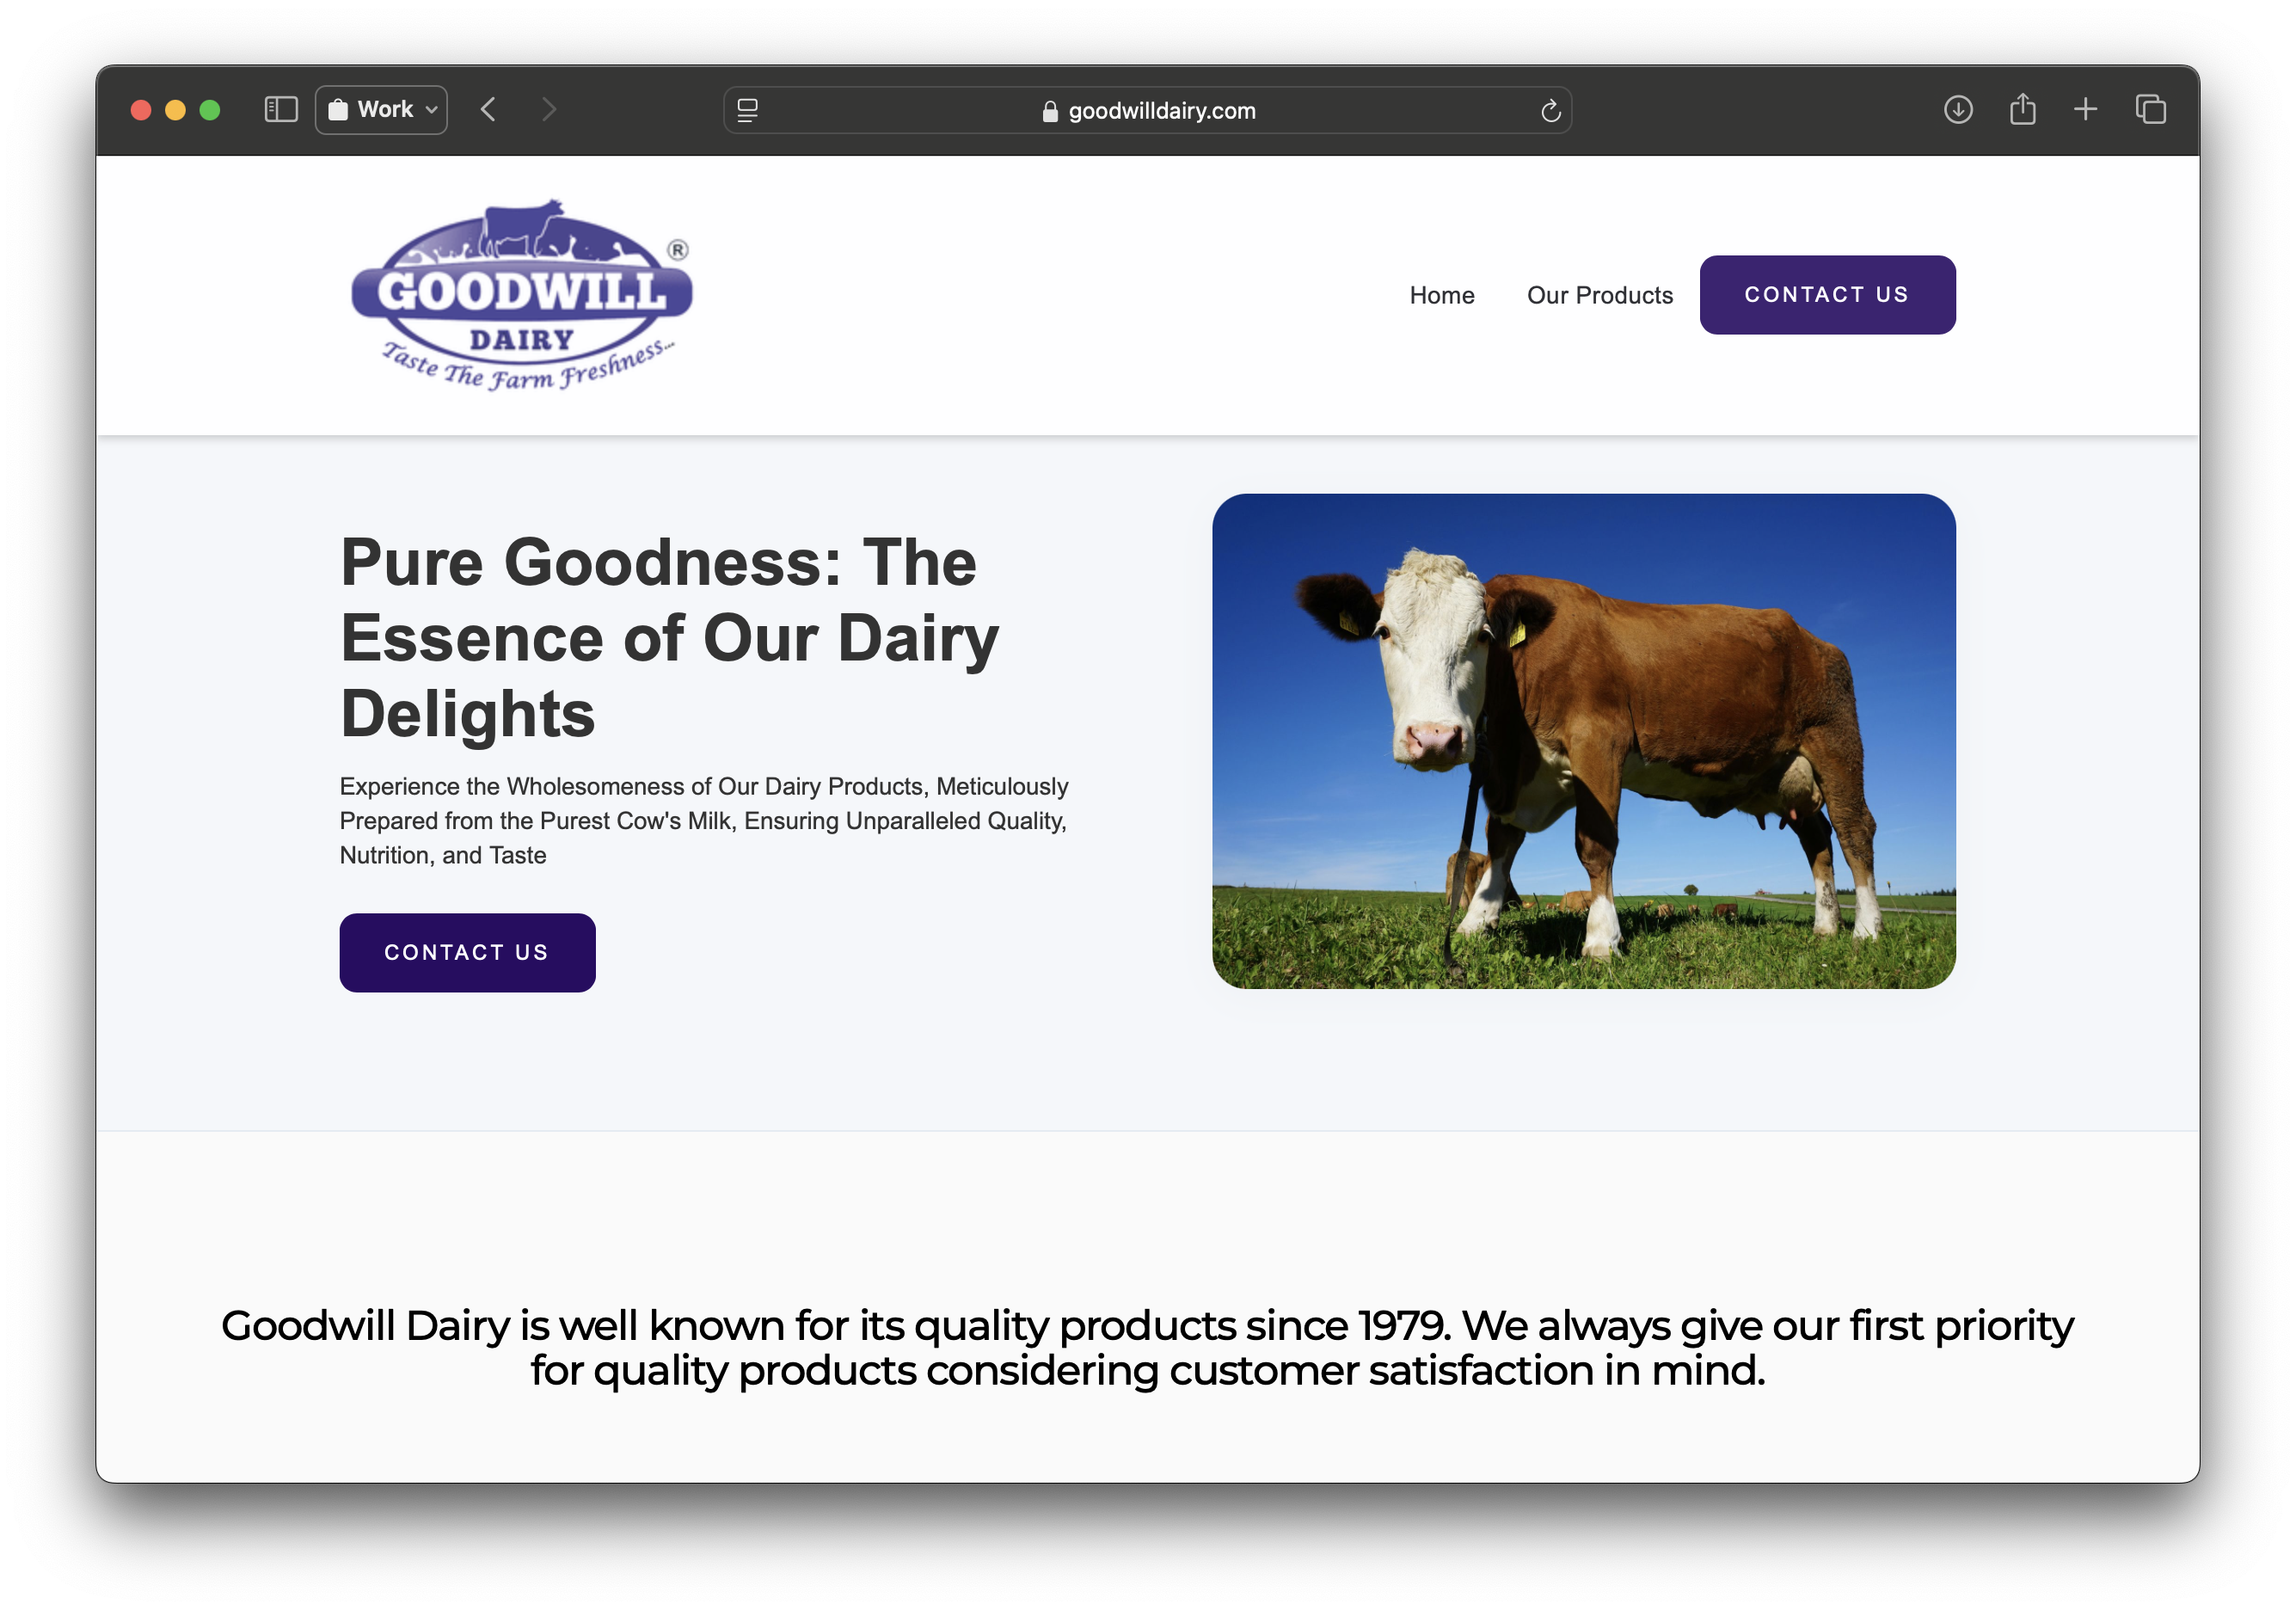 Work
goodwilldairy.com
®
GOODWILL
DAIRY
Taste The Farm Freshness...
Home
Our Products
CONTACT US
Pure Goodness: The
Essence of Our Dairy
Delights
Experience the Wholesomeness of Our Dairy Products, Meticulously
Prepared from the Purest Cow's Milk, Ensuring Unparalleled Quality,
Nutrition, and Taste
CONTACT US
Goodwill Dairy is well known for its quality products since 1979. We always give our first priority
for quality products considering customer satisfaction in mind.